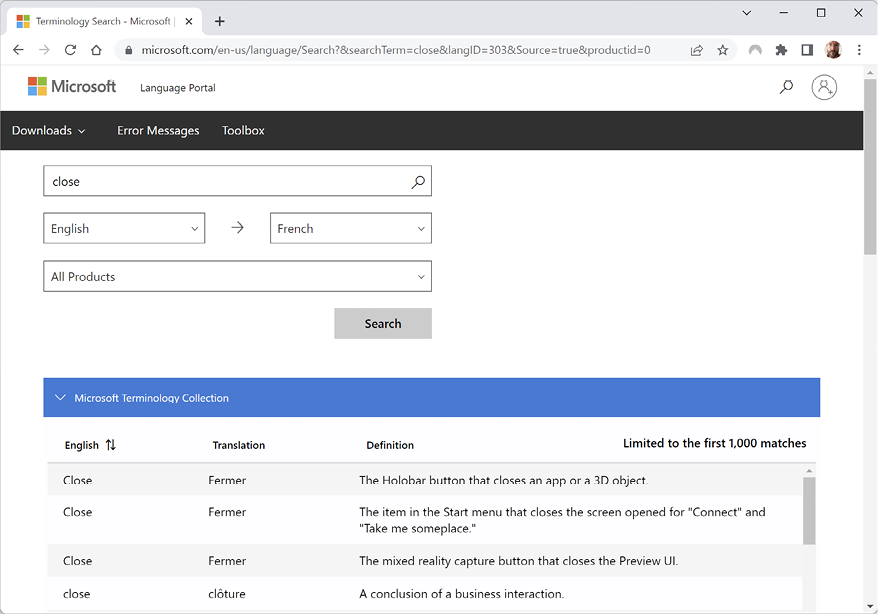 Terminology Search - Microsoft |
microsoft.com/en-us/language/Search?&searchTerm=close&langID=303&Source=true&productid=0
Microsoft Language Portal
Downloads Error Messages Toolbox
close
English French
All Products
Search
Microsoft Terminology Collection
English Translation Definition Limited to the first 1,000 matches
Close Fermer The Holobar button that closes an app or a 3D object.
Close Fermer The item in the Start menu that closes the screen opened for "Connect" and
"Take me someplace."
Close Fermer The mixed reality capture button that closes the Preview UI.
close clôture A conclusion of a business interaction.